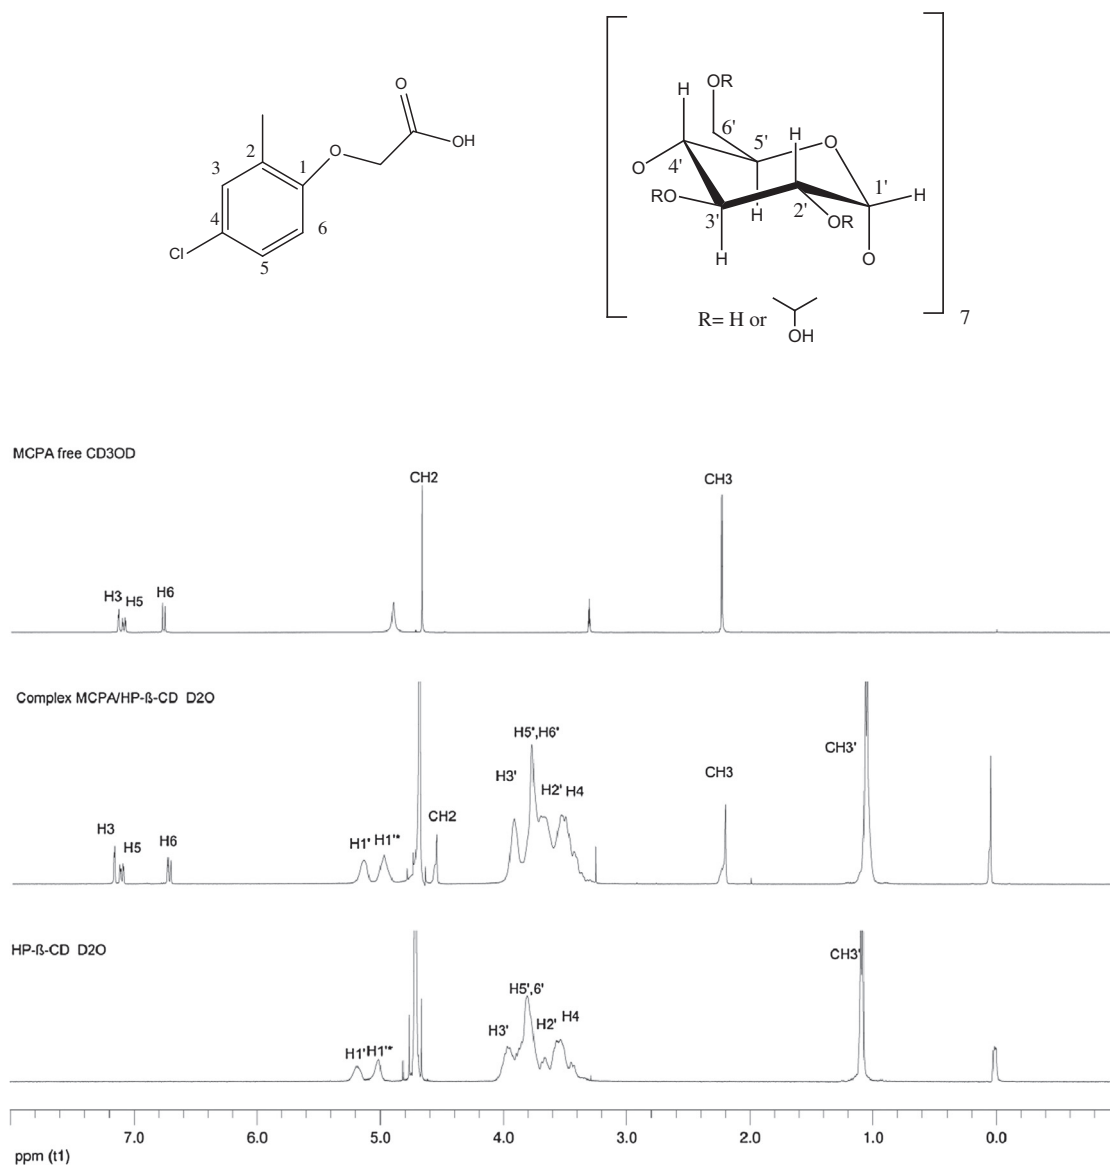 O
OH
O
2
1
3
4
6
5
Cl
OR
H
6'
H
5'
O
O
4'
1'
H
RO
H
2'
3'
OR
H
O
R= H or
OH
7
MCPA free CD3OD
CH2
CH3
H3
H5
H6
Complex MCPA/HP-ß-CD D2O
H5',H6'
CH3'
H3'
CH3
H2' H4
CH2
H3
H5
H6
H1'
H1'*
HP-ß-CD D2O
CH3'
H5',6'
H3'
H2'
H4
H1'
H1'*
7.0 6.0 5.0 4.0 3.0 2.0 1.0 0.0
ppm (t1)